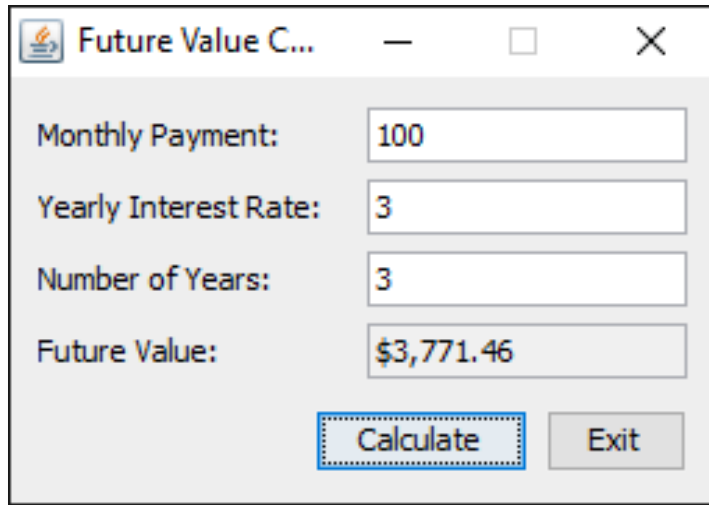 Future Value C...
Monthly Payment: 100
Yearly Interest Rate: 3
Number of Years: 3
Future Value: $3,771.46
Calculate Exit